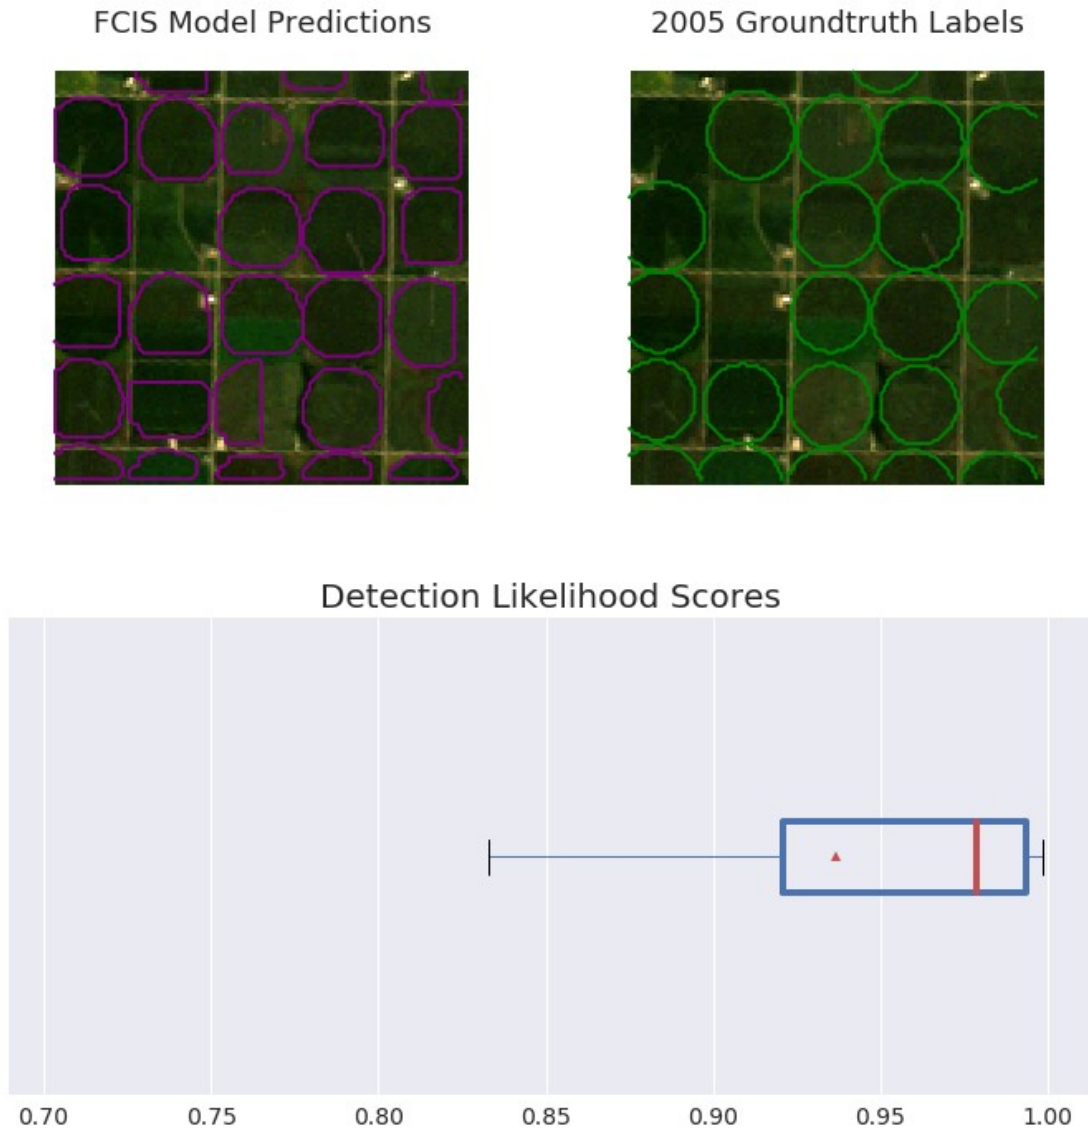 FCIS Model Predictions
2005 Groundtruth Labels
Detection Likelihood Scores
0.70 0.75 0.80 0.85 0.90 0.95 1.00